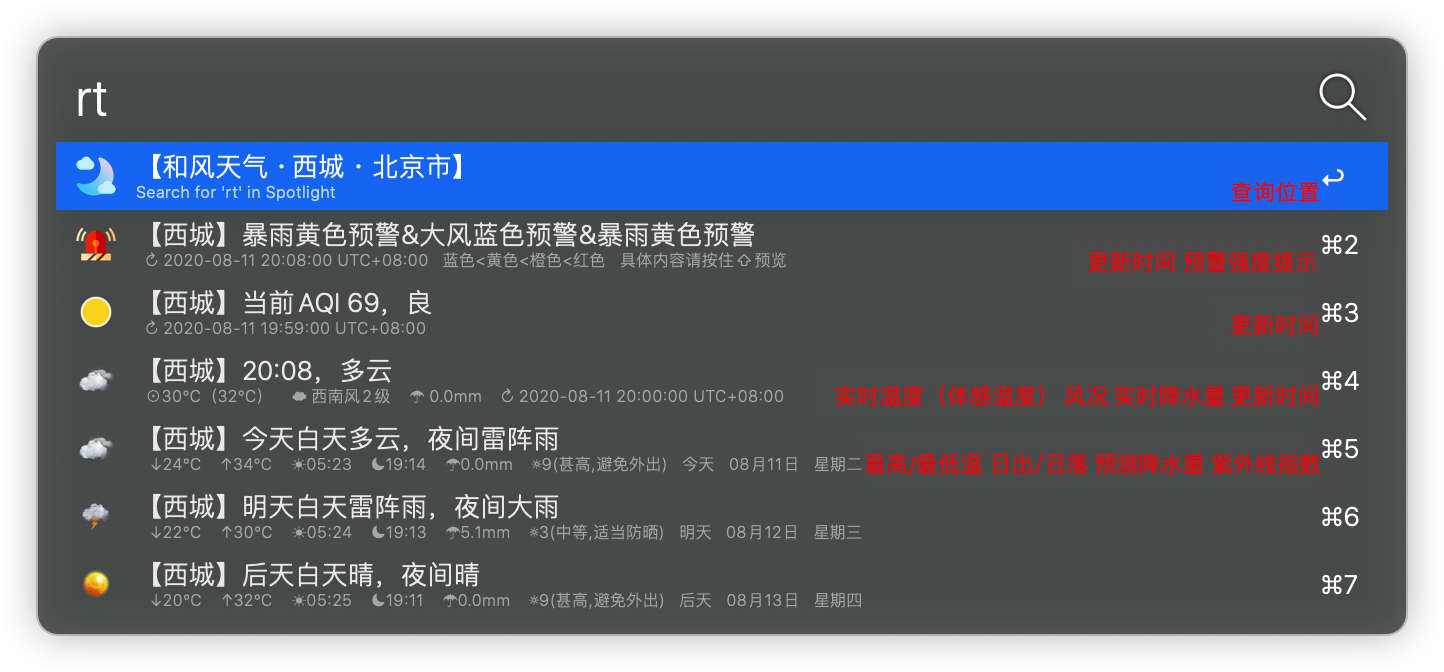 rt
【和风天气·西城·北京市】
Search for 'rt' in Spotlight 查询位置 ↩
【西城】暴雨黄色预警&大风蓝色预警&暴雨黄色预警 ⌘2
↻ 2020-08-11 20:08:00 UTC+08:00 蓝色<黄色<橙色<红色 具体内容请按住⇧预览 更新时间 预警强度提示
【西城】当前AQI 69，良 ⌘3
↻ 2020-08-11 19:59:00 UTC+08:00 更新时间
【西城】20:08，多云 ⌘4
⊙30°C（32°C） ☁西南风2级 ☂ 0.0mm ↻ 2020-08-11 20:00:00 UTC+08:00 实时温度（体感温度） 风况 实时降水量 更新时间
【西城】今天白天多云，夜间雷阵雨 ⌘5
↓24°C ↑34°C ☀05:23 ☾19:14 ☂0.0mm ☼9(甚高,避免外出) 今天 08月11日 星期二 最高/最低温 日出/日落 预测降水量 紫外线指数
【西城】明天白天雷阵雨，夜间大雨 ⌘6
↓22°C ↑30°C ☀05:24 ☾19:13 ☂5.1mm ☼3(中等,适当防晒) 明天 08月12日 星期三
【西城】后天白天晴，夜间晴 ⌘7
↓20°C ↑32°C ☀05:25 ☾19:11 ☂0.0mm ☼9(甚高,避免外出) 后天 08月13日 星期四